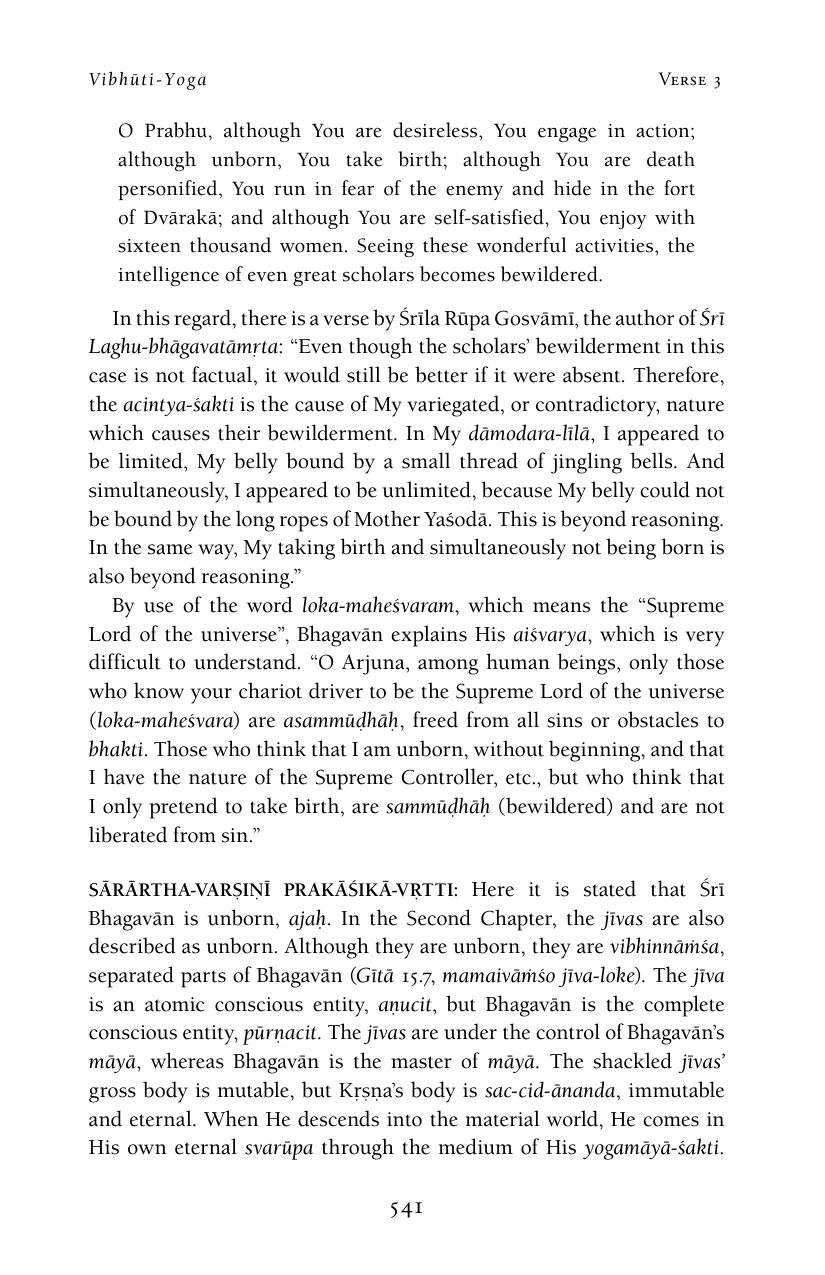 Vibhūti-Yoga
Verse 3
O Prabhu, although You are desireless, You engage in action;
although unborn, You take birth; although You are death
personified, You run in fear of the enemy and hide in the fort
of Dvārakā; and although You are self-satisfied, You enjoy with
sixteen thousand women. Seeing these wonderful activities, the
intelligence of even great scholars becomes bewildered.
In this regard, there is a verse by Śrīla Rūpa Gosvāmī, the author of Śrī
Laghu-bhāgavatāmṛta: “Even though the scholars’ bewilderment in this
case is not factual, it would still be better if it were absent. Therefore,
the acintya-śakti is the cause of My variegated, or contradictory, nature
which causes their bewilderment. In My dāmodara-līlā, I appeared to
be limited, My belly bound by a small thread of jingling bells. And
simultaneously, I appeared to be unlimited, because My belly could not
be bound by the long ropes of Mother Yaśodā. This is beyond reasoning.
In the same way, My taking birth and simultaneously not being born is
also beyond reasoning.”
By use of the word loka-maheśvaram, which means the “Supreme
Lord of the universe”, Bhagavān explains His aiśvarya, which is very
difficult to understand. “O Arjuna, among human beings, only those
who know your chariot driver to be the Supreme Lord of the universe
(loka-maheśvara) are asammūḍhāḥ, freed from all sins or obstacles to
bhakti. Those who think that I am unborn, without beginning, and that
I have the nature of the Supreme Controller, etc., but who think that
I only pretend to take birth, are sammūḍhāḥ (bewildered) and are not
liberated from sin.”
SĀRĀRTHA-VARṢIṆĪ PRAKĀŚIKĀ-VṚTTI: Here it is stated that Śrī
Bhagavān is unborn, ajaḥ. In the Second Chapter, the jīvas are also
described as unborn. Although they are unborn, they are vibhinnāṁśa,
separated parts of Bhagavān (Gītā 15.7, mamaivāṁśo jīva-loke). The jīva
is an atomic conscious entity, aṇucit, but Bhagavān is the complete
conscious entity, pūrṇacit. The jīvas are under the control of Bhagavān’s
māyā, whereas Bhagavān is the master of māyā. The shackled jīvas’
gross body is mutable, but Kṛṣṇa’s body is sac-cid-ānanda, immutable
and eternal. When He descends into the material world, He comes in
His own eternal svarūpa through the medium of His yogamāyā-śakti.
541